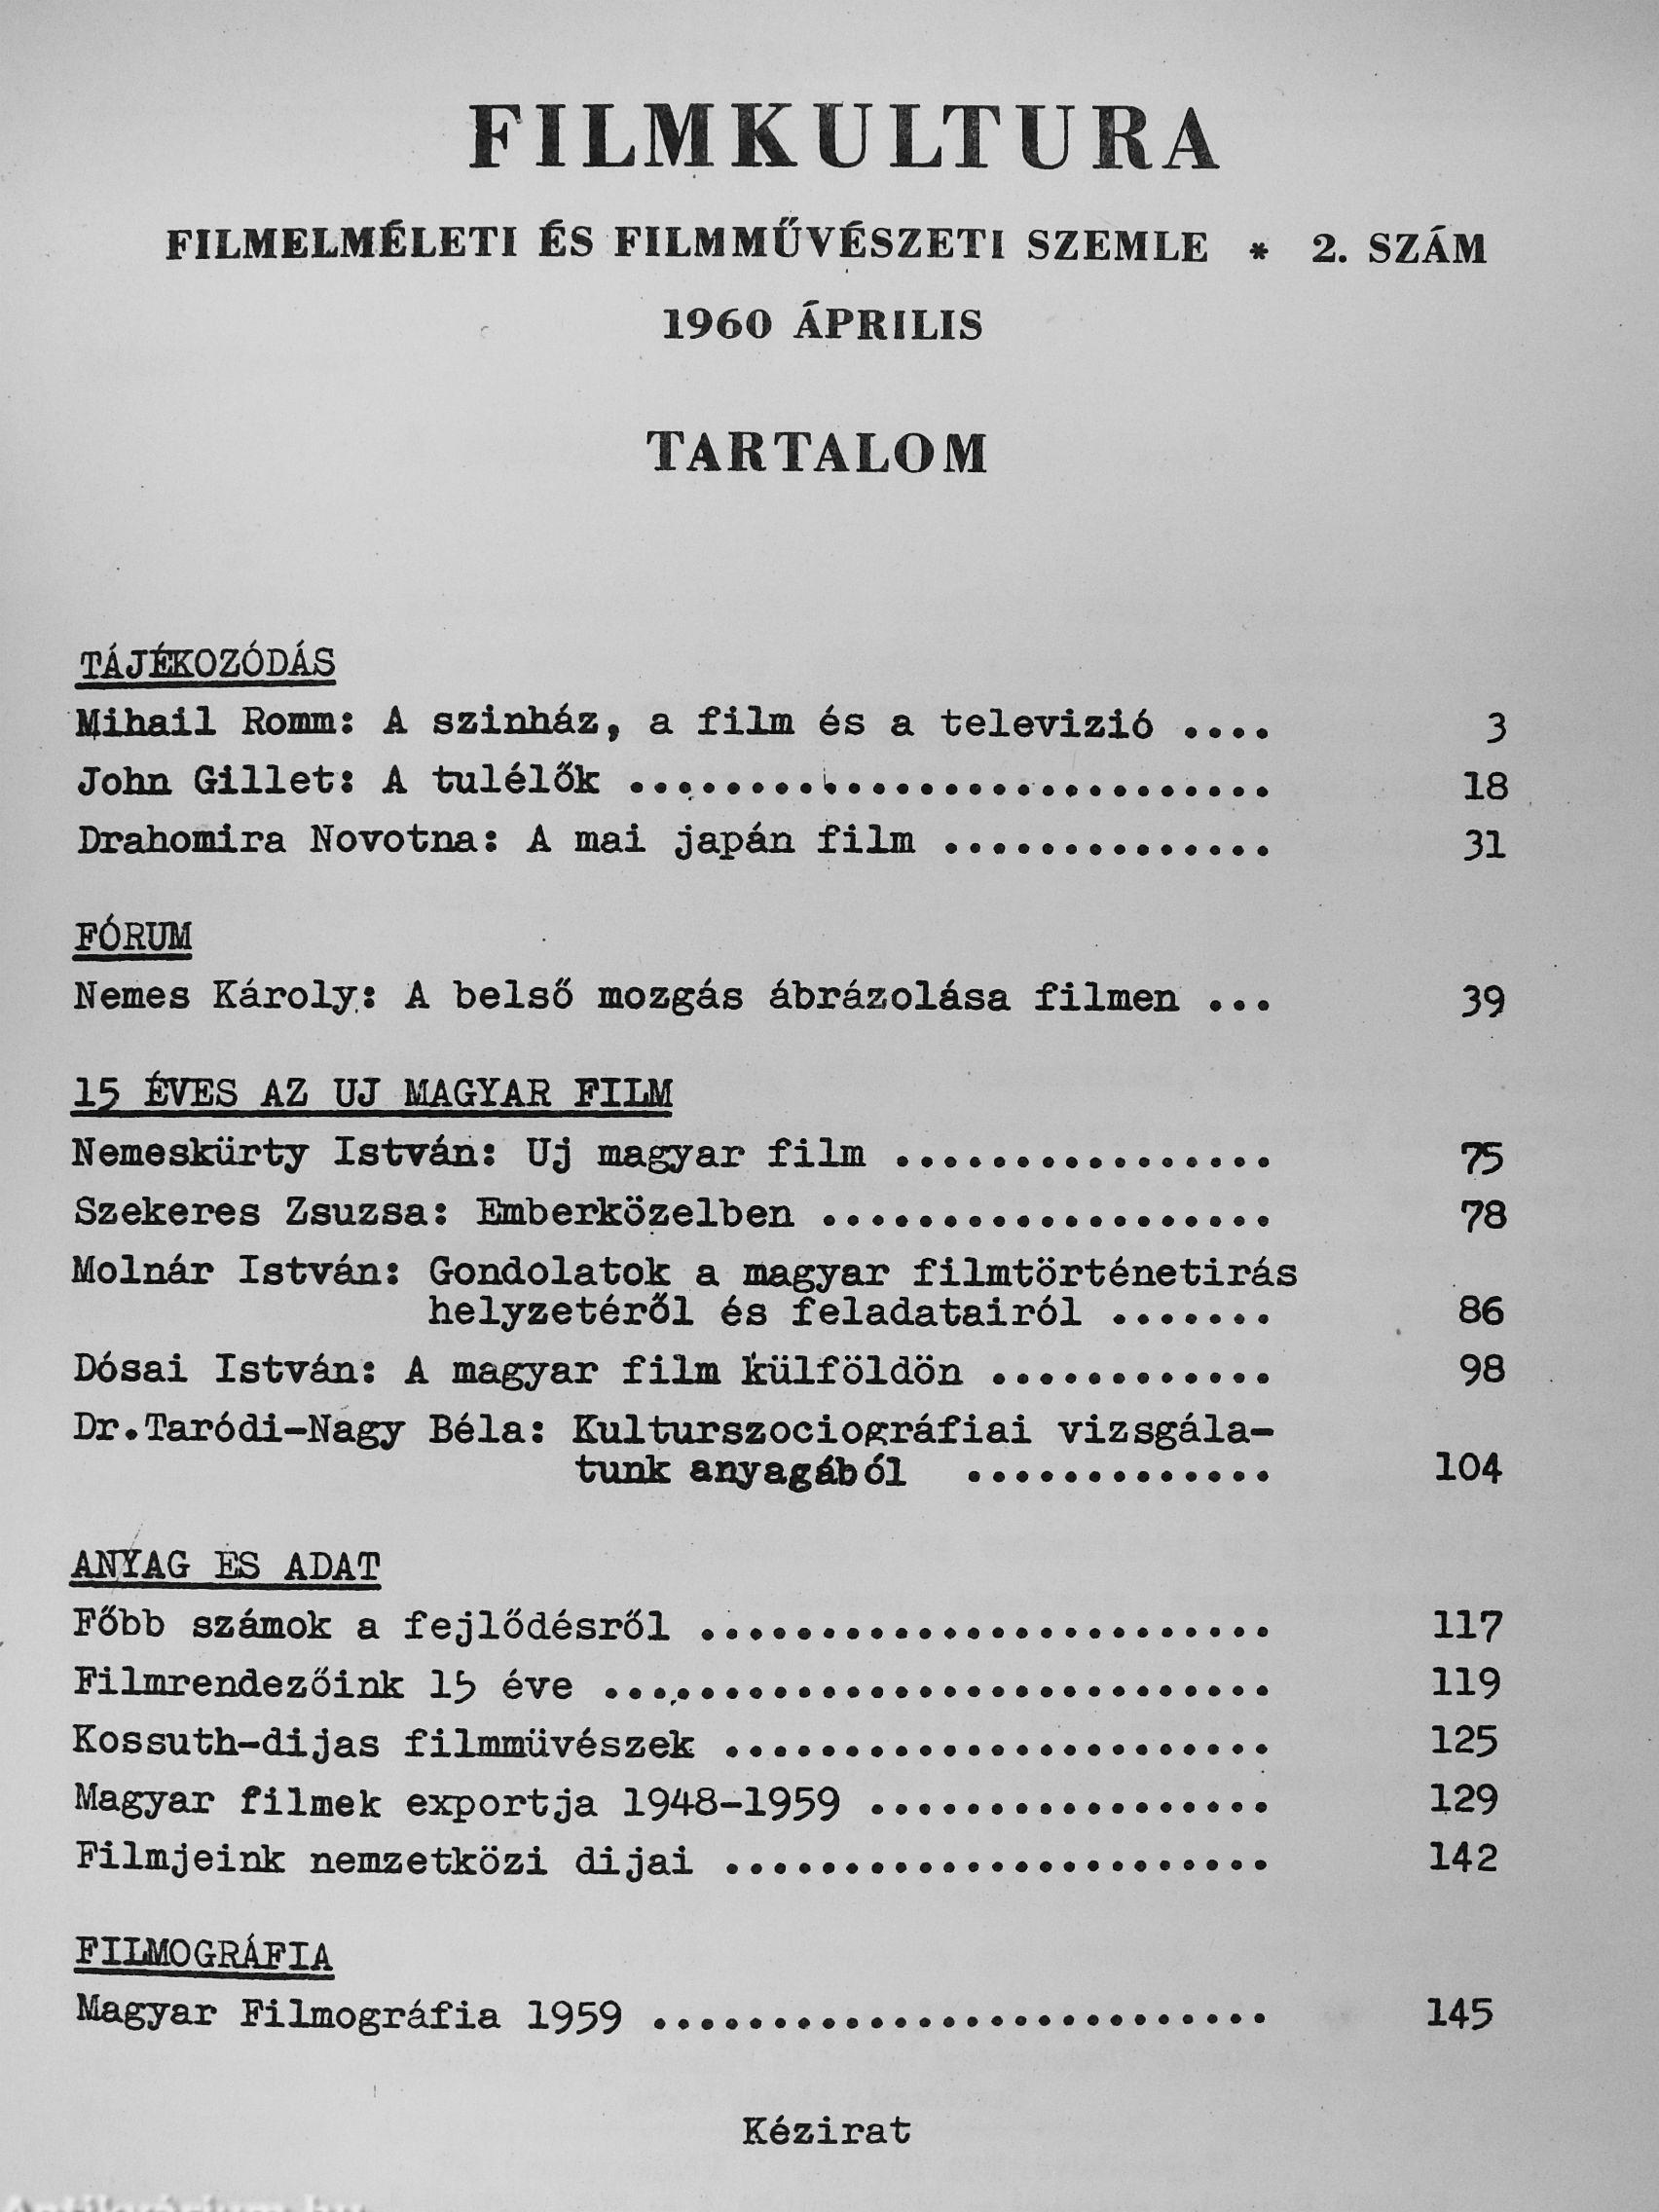 FILMKULTURA
FILMELMÉLETI ÉS FILMMŰVÉSZETI SZEMLE * 2. SZÁM
1960 ÁPRILIS
TARTALOM
TÁJÉKOZÓDÁS
Mihail Romm: A szinház, a film és a televizió .... 3
John Gillet: A tulélők ........................... 18
Drahomira Novotna: A mai japán film .............. 31
FÓRUM
Nemes Károly: A belső mozgás ábrázolása filmen ... 39
15 ÉVES AZ UJ MAGYAR FILM
Nemeskürty István: Uj magyar film ................ 75
Szekeres Zsuzsa: Emberközelben ................... 78
Molnár István: Gondolatok a magyar filmtörténetirás
helyzetéről és feladatairól ....... 86
Dósai István: A magyar film külföldön ............ 98
Dr.Taródi-Nagy Béla: Kulturszociográfiai vizsgála-
tunk anyagából ............. 104
ANYAG ÉS ADAT
Főbb számok a fejlődésről ........................ 117
Filmrendezőink 15 éve ............................ 119
Kossuth-dijas filmmüvészek ....................... 125
Magyar filmek exportja 1948-1959 ................. 129
Filmjeink nemzetközi dijai ....................... 142
FILMOGRÁFIA
Magyar Filmográfia 1959 .......................... 145
Kézirat